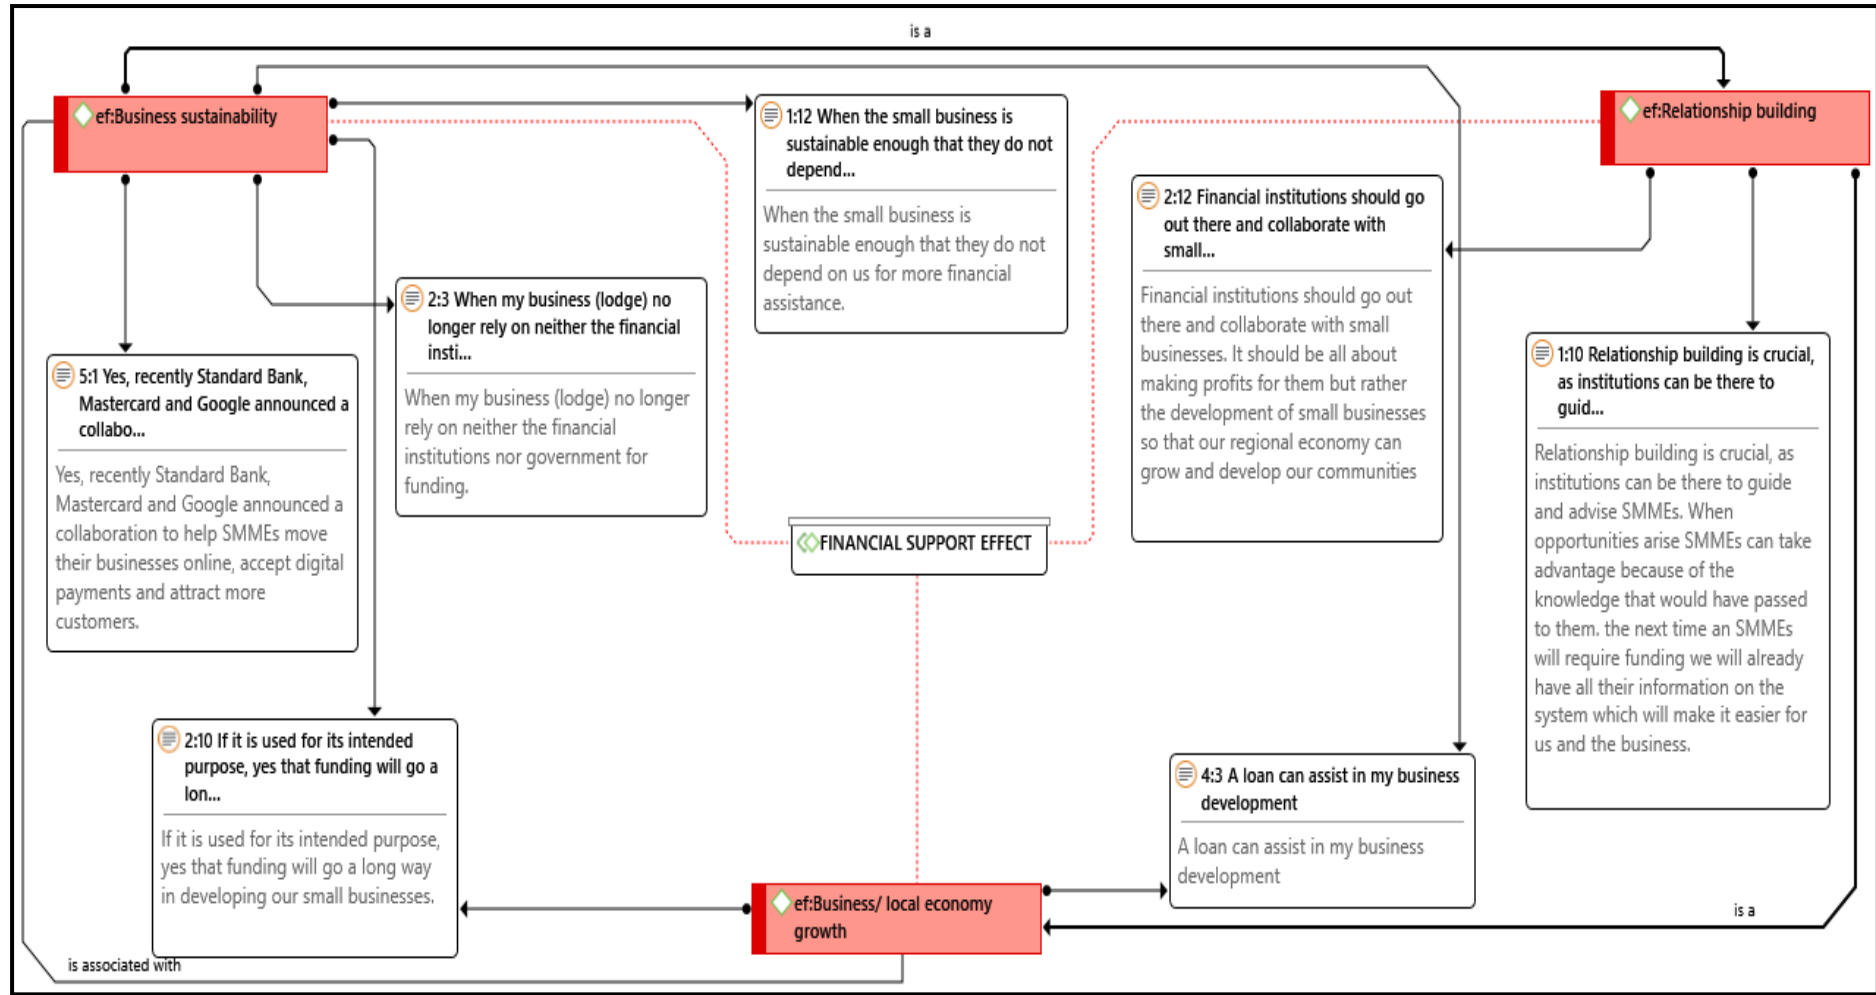 is a
ef:Business sustainability
ef:Relationship building
1:12 When the small business is
sustainable enough that they do not
depend...
When the small business is
sustainable enough that they do not
depend on us for more financial
assistance.
2:12 Financial institutions should go
out there and collaborate with
small...
Financial institutions should go out
there and collaborate with small
businesses. It should be all about
making profits for them but rather
the development of small businesses
so that our regional economy can
grow and develop our communities
2:3 When my business (lodge) no
longer rely on neither the financial
insti...
When my business (lodge) no longer
rely on neither the financial
institutions nor government for
funding.
5:1 Yes, recently Standard Bank,
Mastercard and Google announced a
collabo...
Yes, recently Standard Bank,
Mastercard and Google announced a
collaboration to help SMMEs move
their businesses online, accept digital
payments and attract more
customers.
1:10 Relationship building is crucial,
as institutions can be there to
guid...
Relationship building is crucial, as
institutions can be there to guide
and advise SMMEs. When
opportunities arise SMMEs can take
advantage because of the
knowledge that would have passed
to them. the next time an SMMEs
will require funding we will already
have all their information on the
system which will make it easier for
us and the business.
FINANCIAL SUPPORT EFFECT
2:10 If it is used for its intended
purpose, yes that funding will go a
lon...
If it is used for its intended purpose,
yes that funding will go a long way
in developing our small businesses.
4:3 A loan can assist in my business
development
A loan can assist in my business
development
ef:Business/ local economy
growth
is a
is associated with